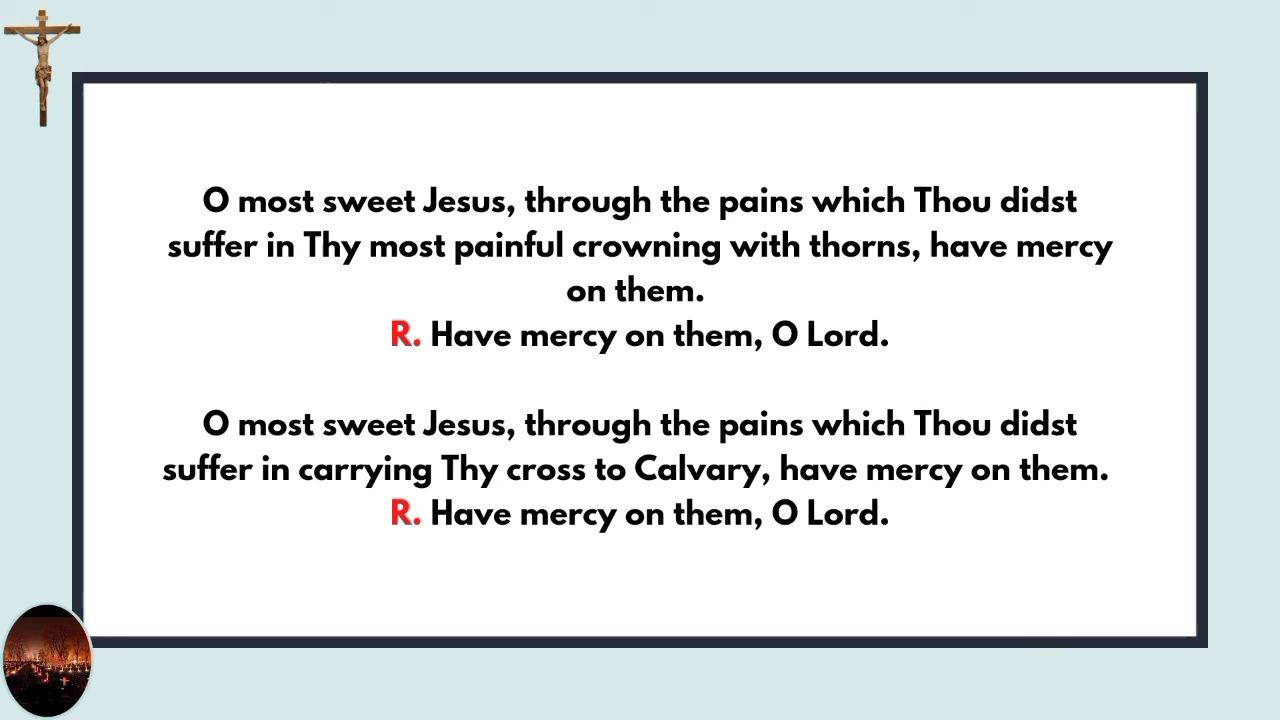 O most sweet Jesus, through the pains which Thou didst
suffer in Thy most painful crowning with thorns, have mercy
on them.
R. Have mercy on them, O Lord.
O most sweet Jesus, through the pains which Thou didst
suffer in carrying Thy cross to Calvary, have mercy on them.
R. Have mercy on them, O Lord.